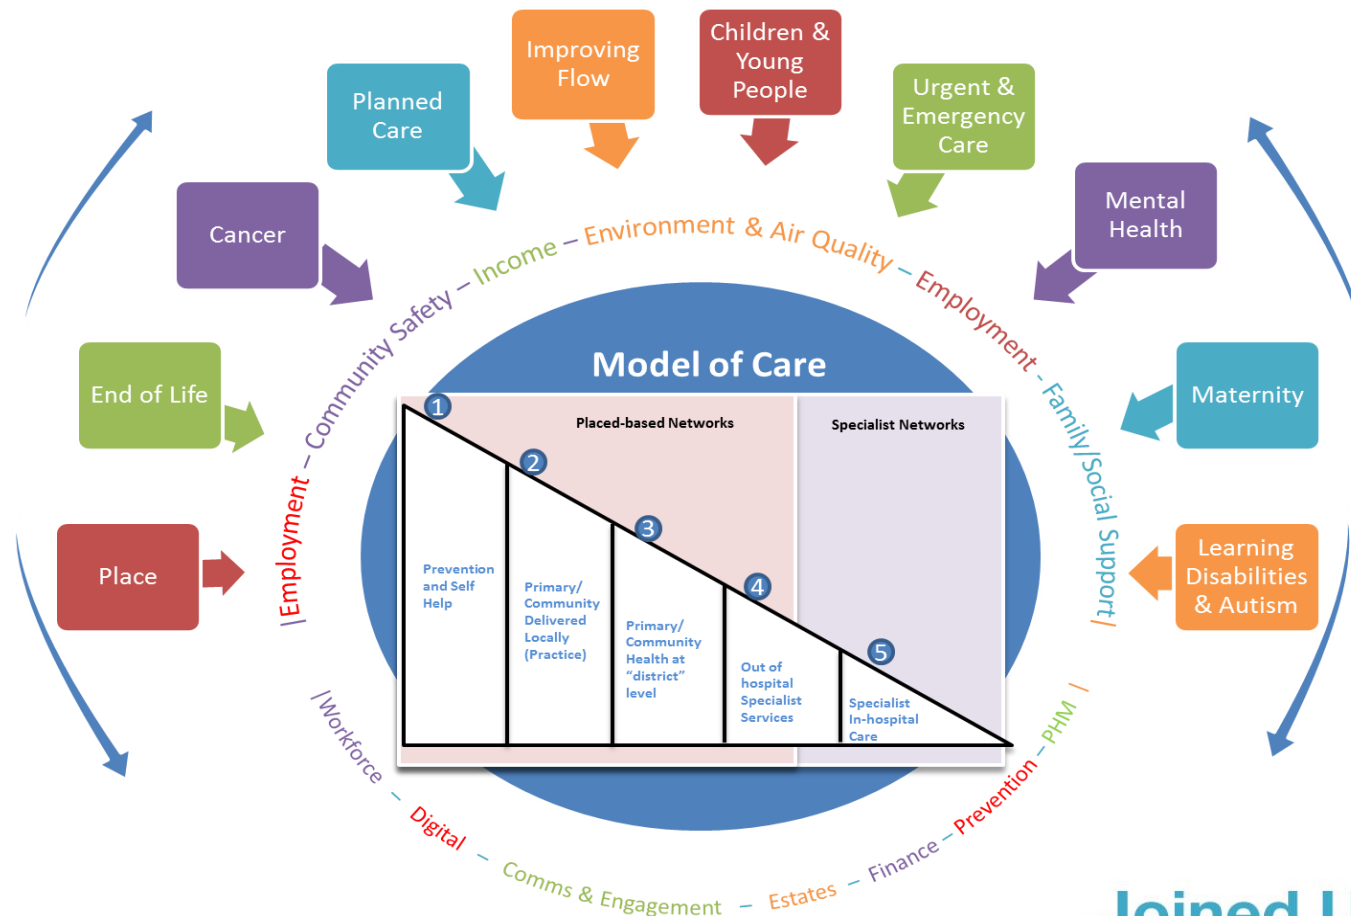 Children &
Young
People
Improving
Flow
Urgent &
Emergency
Care
Planned
Care
Mental
Health
Cancer
End of Life
Maternity
Place
Learning
Disabilities
& Autism
|Employment – Community Safety – Income – Environment & Air Quality – Employment - Family/Social Support|
Model of Care
Placed-based Networks
Specialist Networks
1
2
3
4
5
Prevention
and Self
Help
Primary/
Community
Delivered
Locally
(Practice)
Primary/
Community
Health at
“district”
level
Out of
hospital
Specialist
Services
Specialist
In-hospital
Care
|Workforce – Digital – Comms & Engagement – Estates – Finance – Prevention – PHM |
Joined